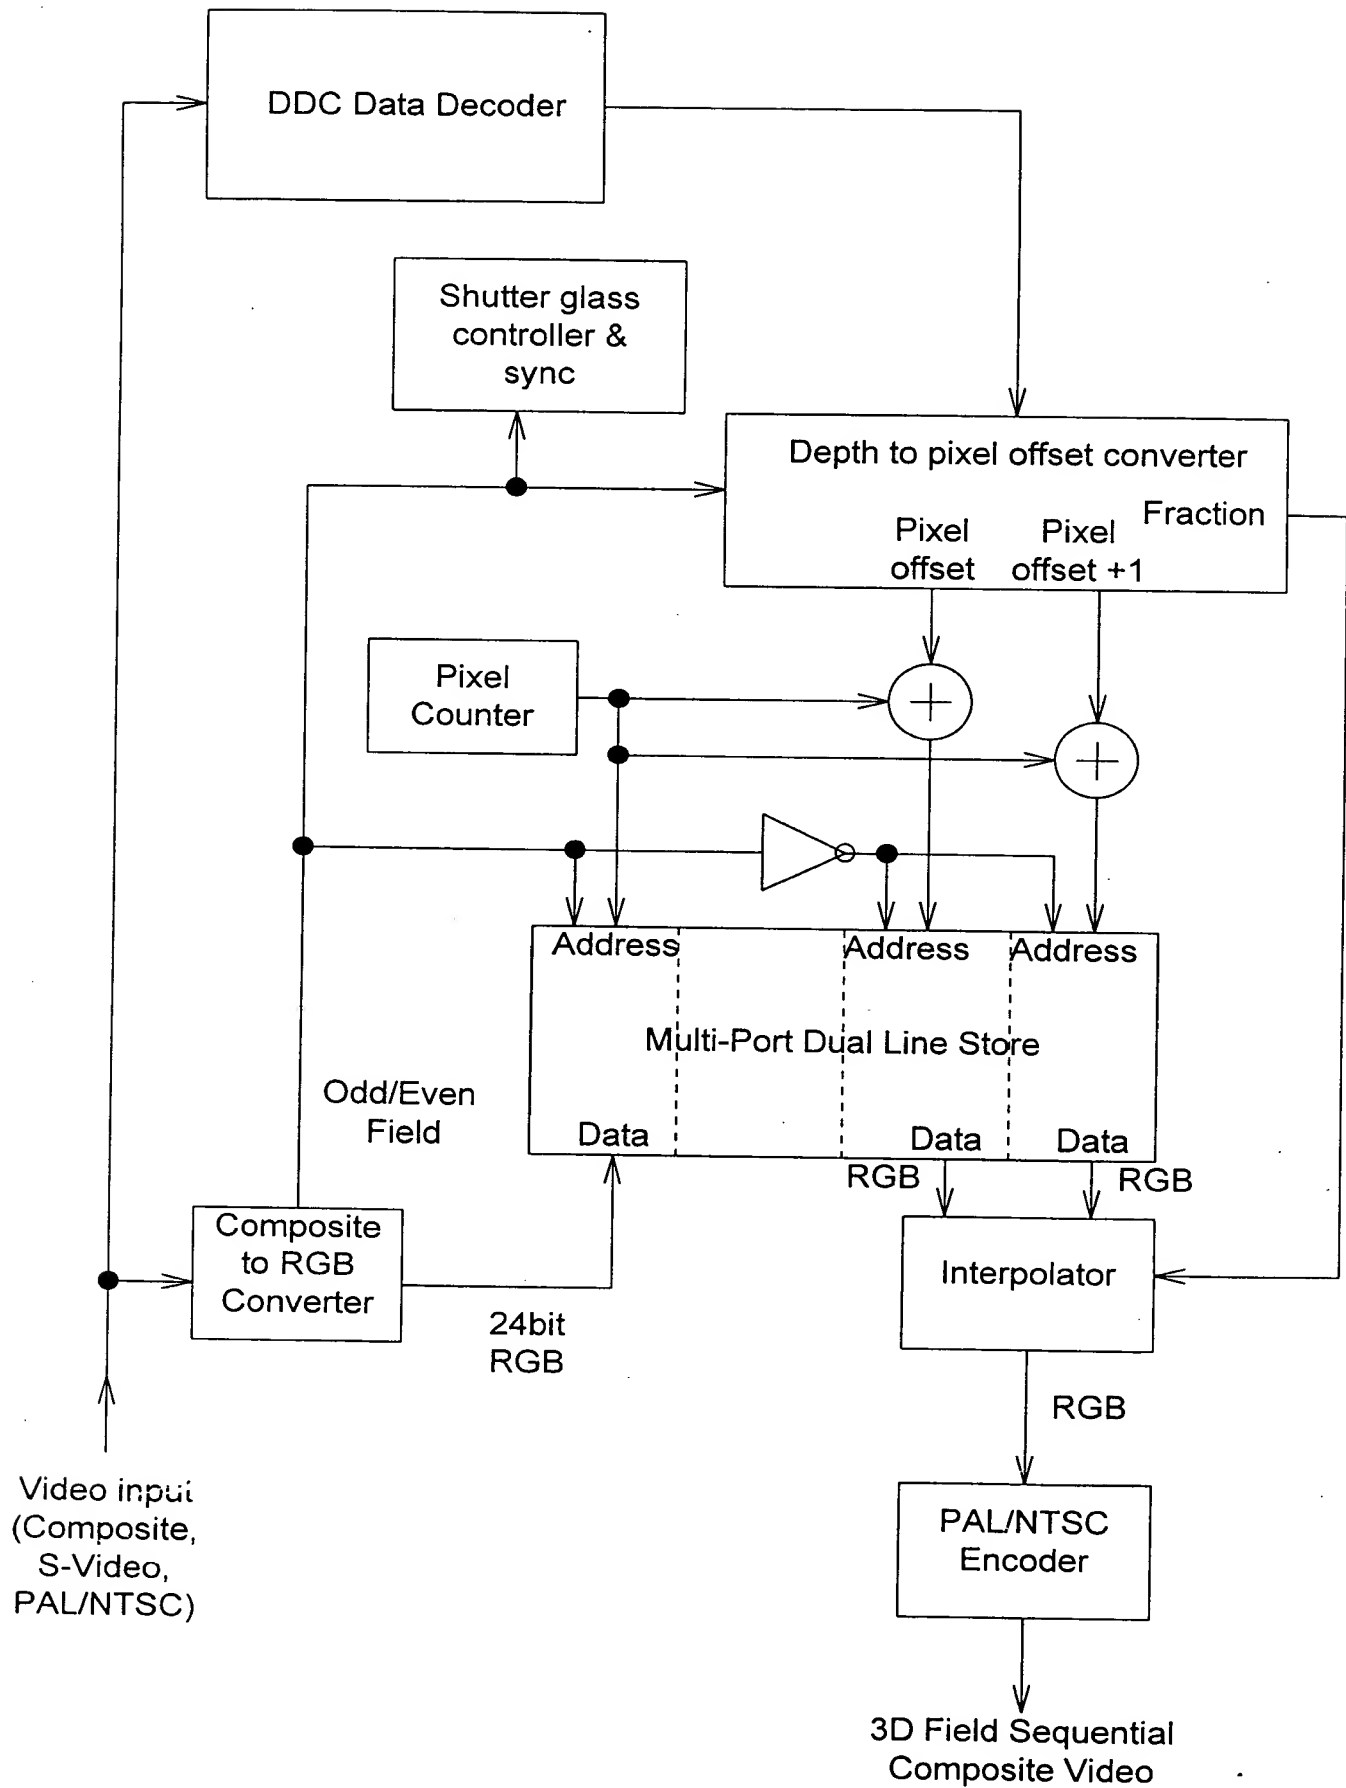 DDC Data Decoder
Shutter glass
controller &
sync
Depth to pixel offset converter
Fraction
Pixel
offset
Pixel
offset +1
Pixel
Counter
Address
Address
Address
Multi-Port Dual Line Store
Odd/Even
Field
Data
Data
Data
RGB
RGB
Composite
to RGB
Converter
Interpolator
24bit
RGB
RGB
Video input
(Composite,
S-Video,
PAL/NTSC)
PAL/NTSC
Encoder
3D Field Sequential
Composite Video